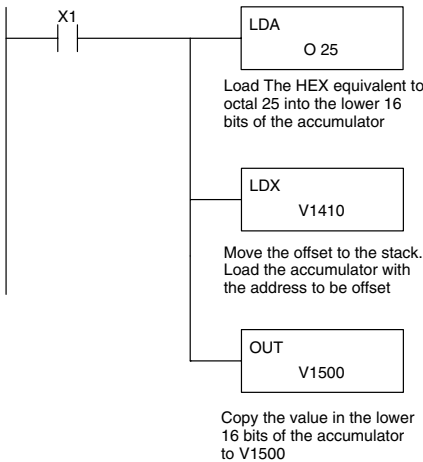 X1
LDA
O 25
Load The HEX equivalent to
octal 25 into the lower 16
bits of the accumulator
LDX
V1410
Move the offset to the stack.
Load the accumulator with
the address to be offset
OUT
V1500
Copy the value in the lower
16 bits of the accumulator
to V1500